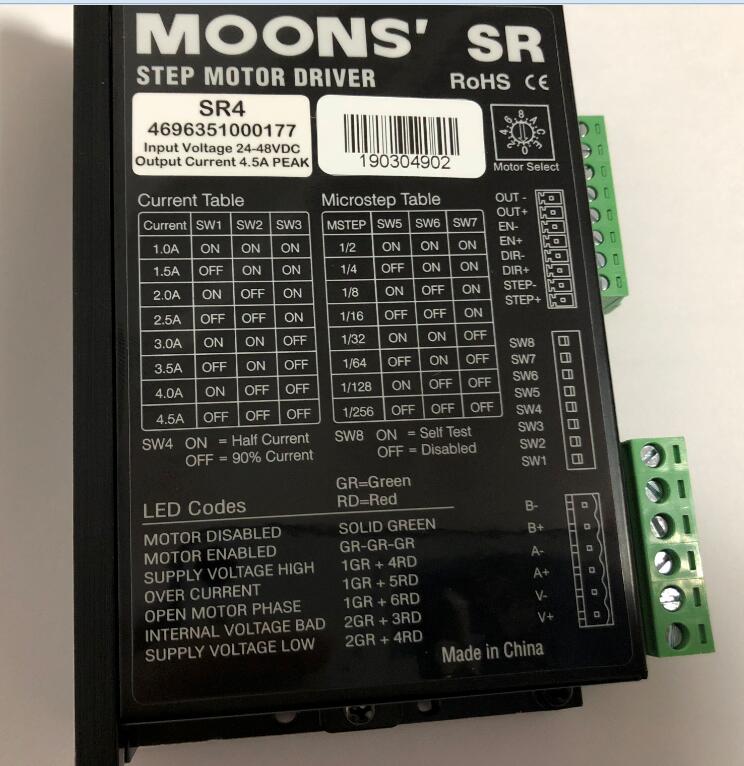 MOONS' SR
STEP MOTOR DRIVER RoHS CE
SR4
4696351000177
Input Voltage 24-48VDC
Output Current 4.5A PEAK
190304902
Motor Select
Current Table
Current SW1 SW2 SW3
1.0A ON ON ON
1.5A OFF ON ON
2.0A ON OFF ON
2.5A OFF OFF ON
3.0A ON ON OFF
3.5A OFF ON OFF
4.0A ON OFF OFF
4.5A OFF OFF OFF
SW4 ON = Half Current
OFF = 90% Current
Microstep Table
MSTEP SW5 SW6 SW7
1/2 ON ON ON
1/4 OFF ON ON
1/8 ON OFF ON
1/16 OFF OFF ON
1/32 ON ON OFF
1/64 OFF ON OFF
1/128 ON OFF OFF
1/256 OFF OFF OFF
SW8 ON = Self Test
OFF = Disabled
OUT -
OUT+
EN-
EN+
DIR-
DIR+
STEP-
STEP+
SW8
SW7
SW6
SW5
SW4
SW3
SW2
SW1
LED Codes
GR=Green
RD=Red
MOTOR DISABLED SOLID GREEN
MOTOR ENABLED GR-GR-GR
SUPPLY VOLTAGE HIGH 1GR + 4RD
OVER CURRENT 1GR + 5RD
OPEN MOTOR PHASE 1GR + 6RD
INTERNAL VOLTAGE BAD 2GR + 3RD
SUPPLY VOLTAGE LOW 2GR + 4RD
B-
B+
A-
A+
V-
V+
Made in China